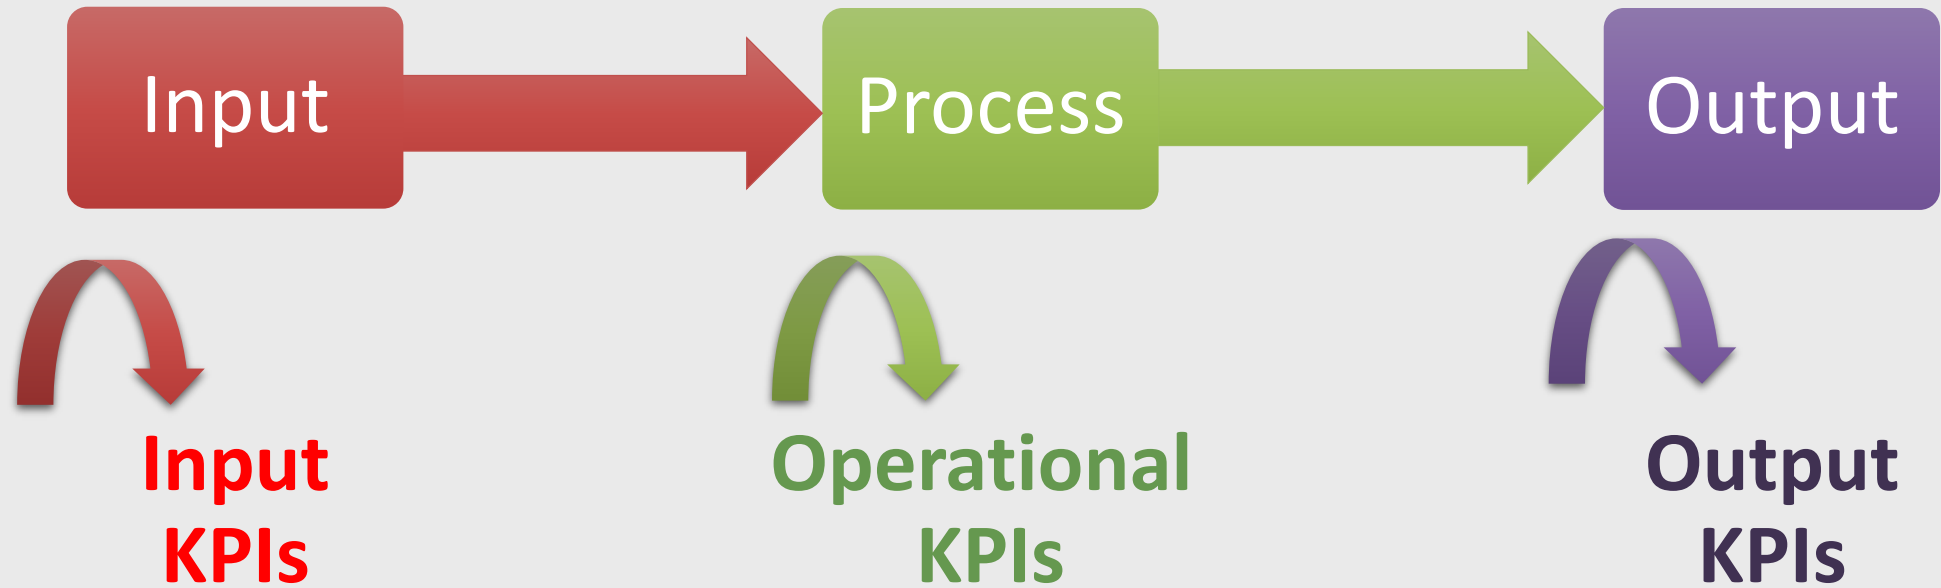 Input
Process
Output
Input
KPIs
Operational
KPIs
Output
KPIs